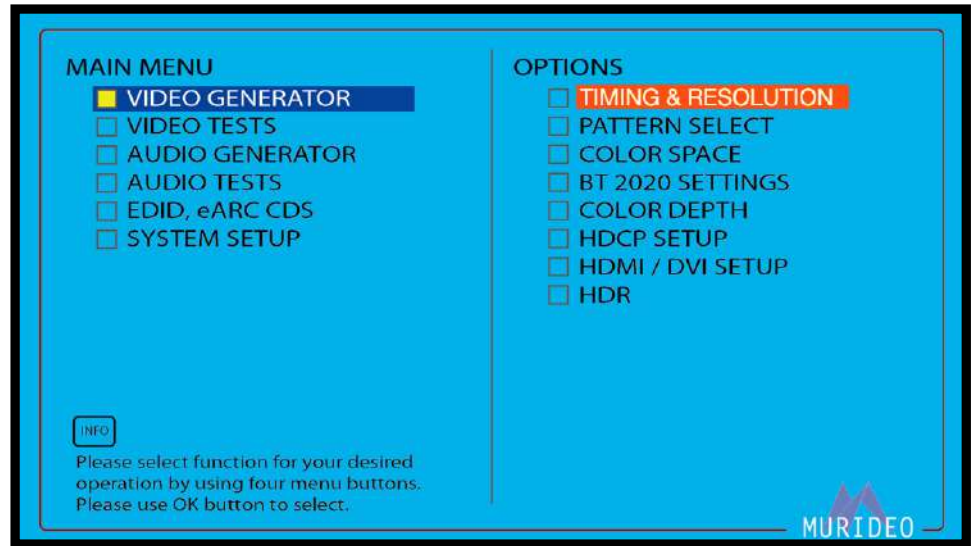 MAIN MENU
VIDEO GENERATOR
VIDEO TESTS
AUDIO GENERATOR
AUDIO TESTS
EDID, eARC CDS
SYSTEM SETUP
INFO
Please select function for your desired
operation by using four menu buttons.
Please use OK button to select.
OPTIONS
TIMING & RESOLUTION
PATTERN SELECT
COLOR SPACE
BT 2020 SETTINGS
COLOR DEPTH
HDCP SETUP
HDMI / DVI SETUP
HDR
MURIDEO